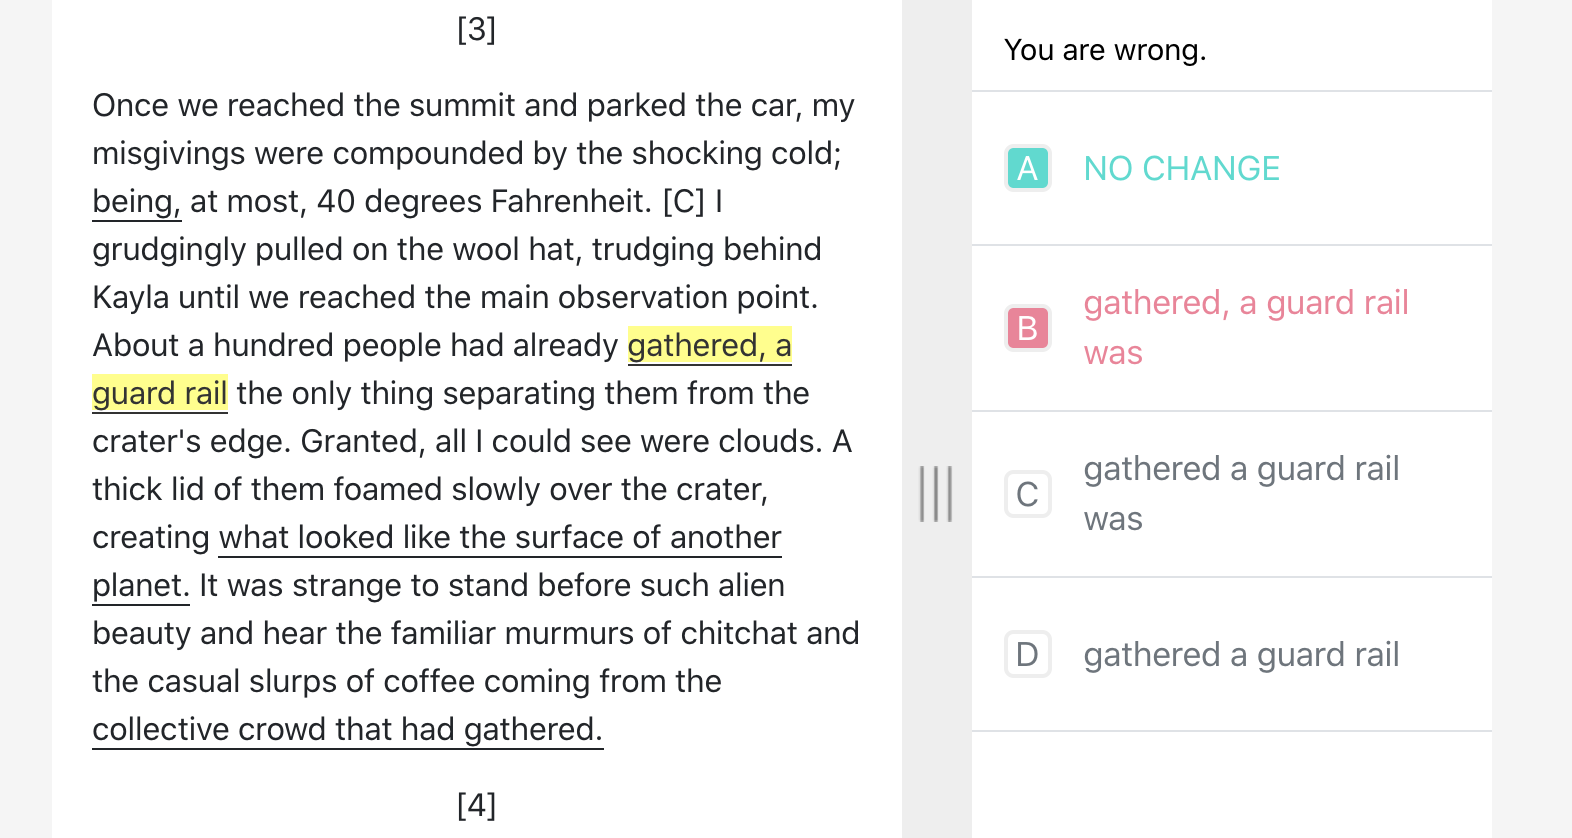 [3]
Once we reached the summit and parked the car, my
misgivings were compounded by the shocking cold;
being, at most, 40 degrees Fahrenheit. [C] I
grudgingly pulled on the wool hat, trudging behind
Kayla until we reached the main observation point.
About a hundred people had already gathered, a
guard rail the only thing separating them from the
crater's edge. Granted, all I could see were clouds. A
thick lid of them foamed slowly over the crater,
creating what looked like the surface of another
planet. It was strange to stand before such alien
beauty and hear the familiar murmurs of chitchat and
the casual slurps of coffee coming from the
collective crowd that had gathered.
[4]
You are wrong.
A NO CHANGE
B gathered, a guard rail
was
C gathered a guard rail
was
D gathered a guard rail